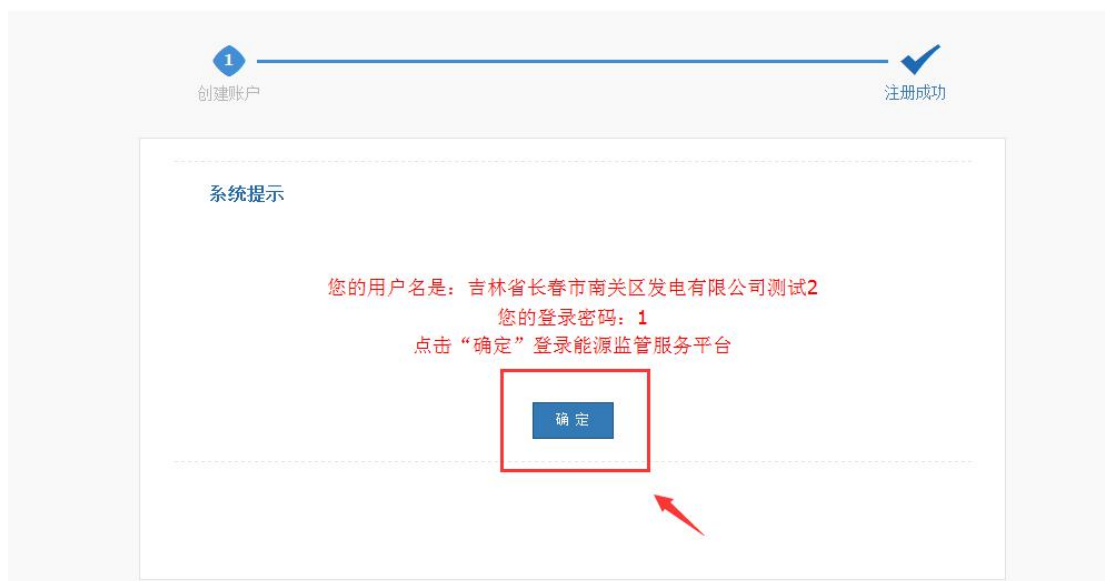 1
创建账户
注册成功
系统提示
您的用户名是：吉林省长春市南关区发电有限公司测试2
您的登录密码：1
点击“确定”登录能源监管服务平台
确 定